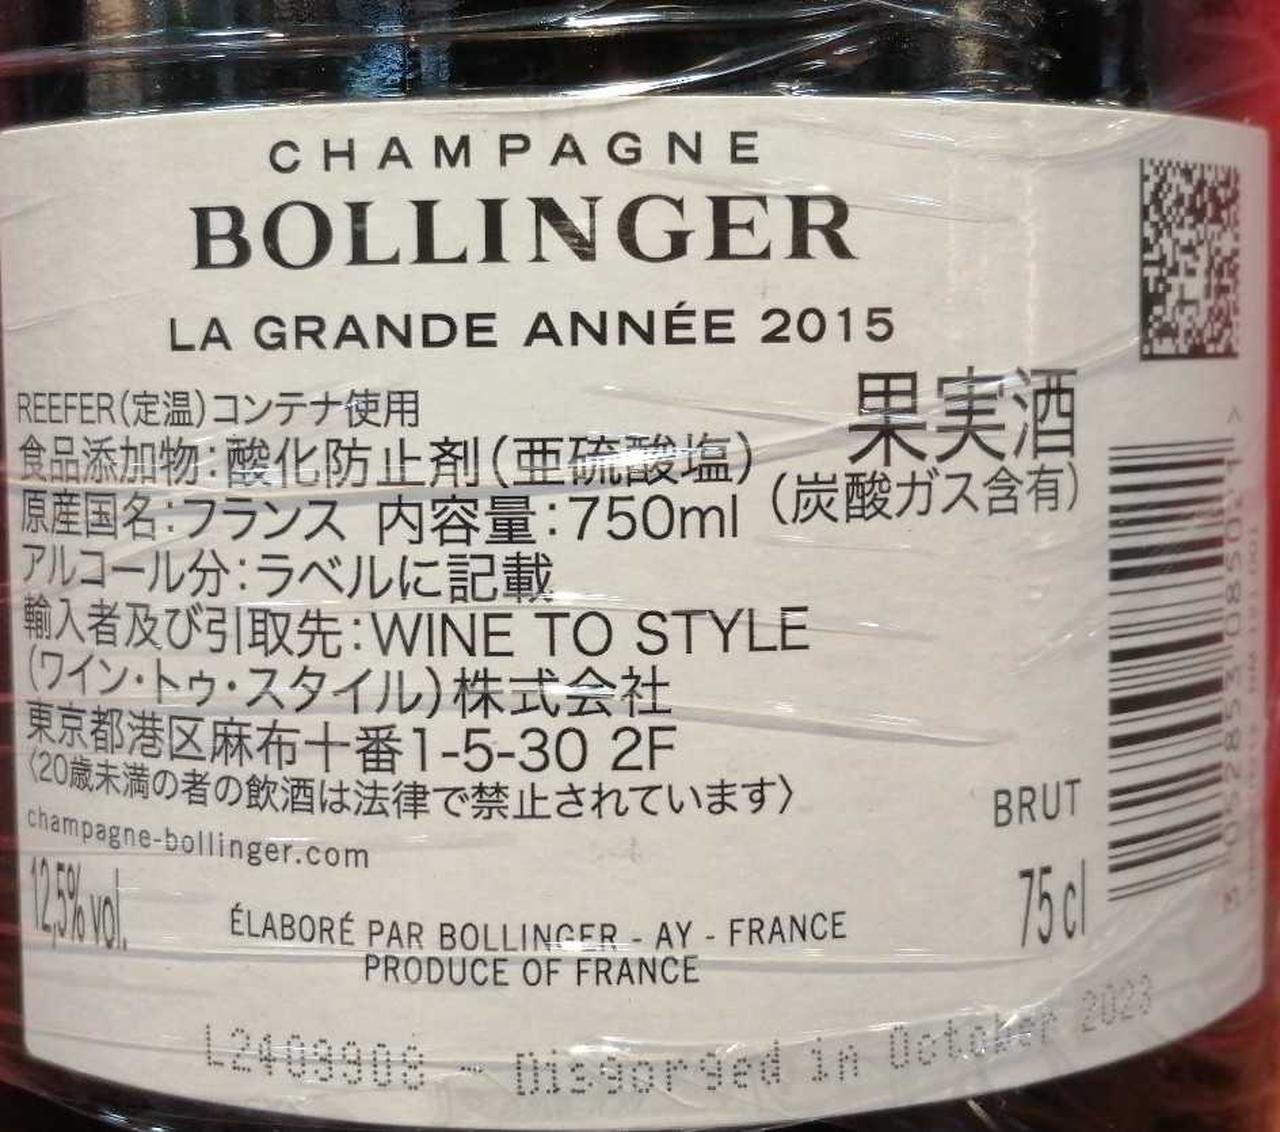 CHAMPAGNE
BOLLINGER
LA GRANDE ANNÉE 2015
REEFER(定温)コンテナ使用
食品添加物:酸化防止剤(亜硫酸塩)
果実酒
(炭酸ガス含有)
原産国名:フランス 内容量:750ml
アルコール分:ラベルに記載
輸入者及び引取先:WINE TO STYLE
(ワイン・トゥ・スタイル)株式会社
東京都港区麻布十番1-5-30 2F
〈20歳未満の者の飲酒は法律で禁止されています〉
champagne-bollinger.com
BRUT
12,5% vol.
75 cl
ÉLABORÉ PAR BOLLINGER - AY - FRANCE
PRODUCE OF FRANCE
L2409908 - Disgorged in October 2023